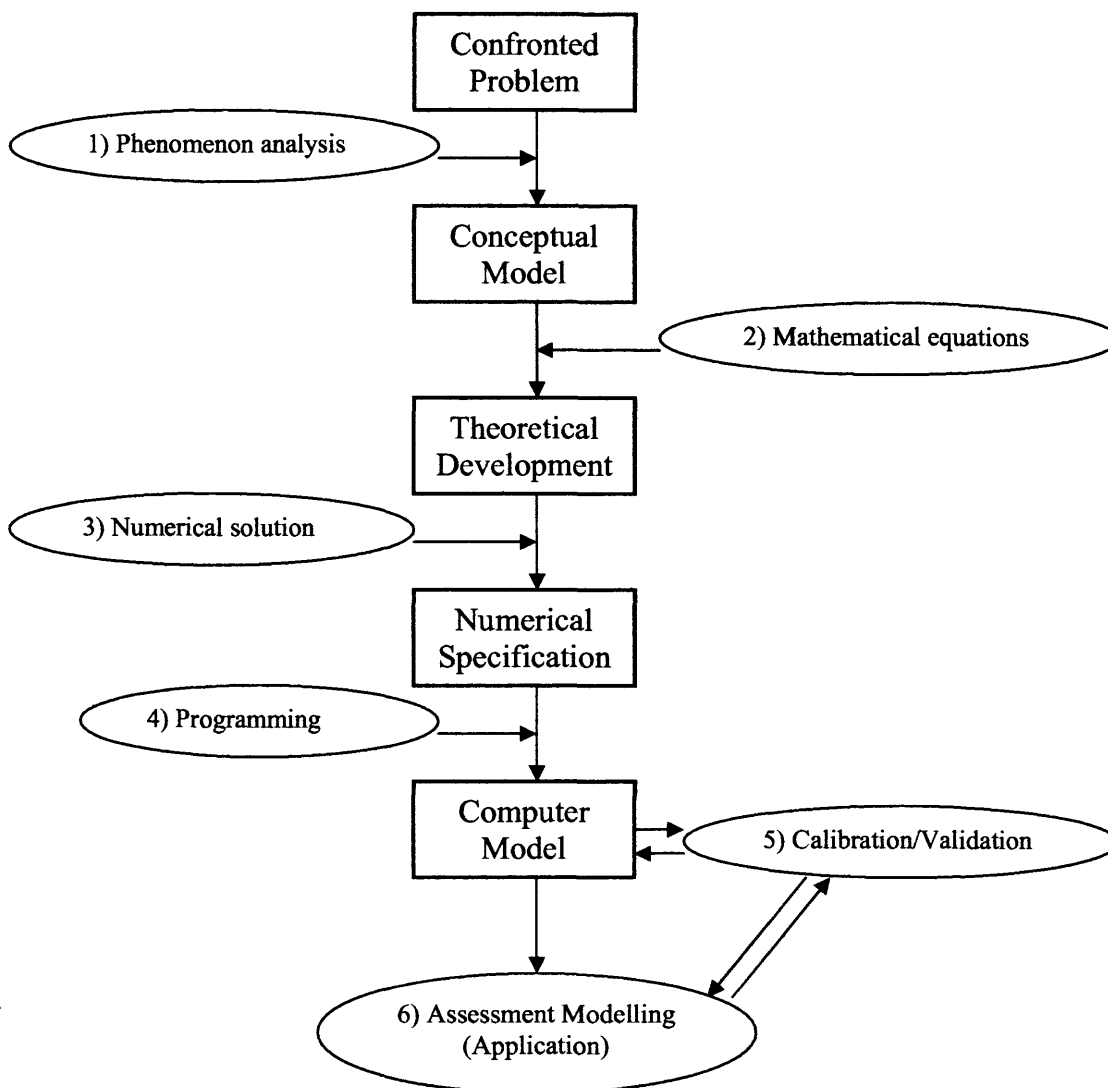 Confronted
Problem
1) Phenomenon analysis
Conceptual
Model
2) Mathematical equations
Theoretical
Development
3) Numerical solution
Numerical
Specification
4) Programming
Computer
Model
5) Calibration/Validation
6) Assessment Modelling
(Application)